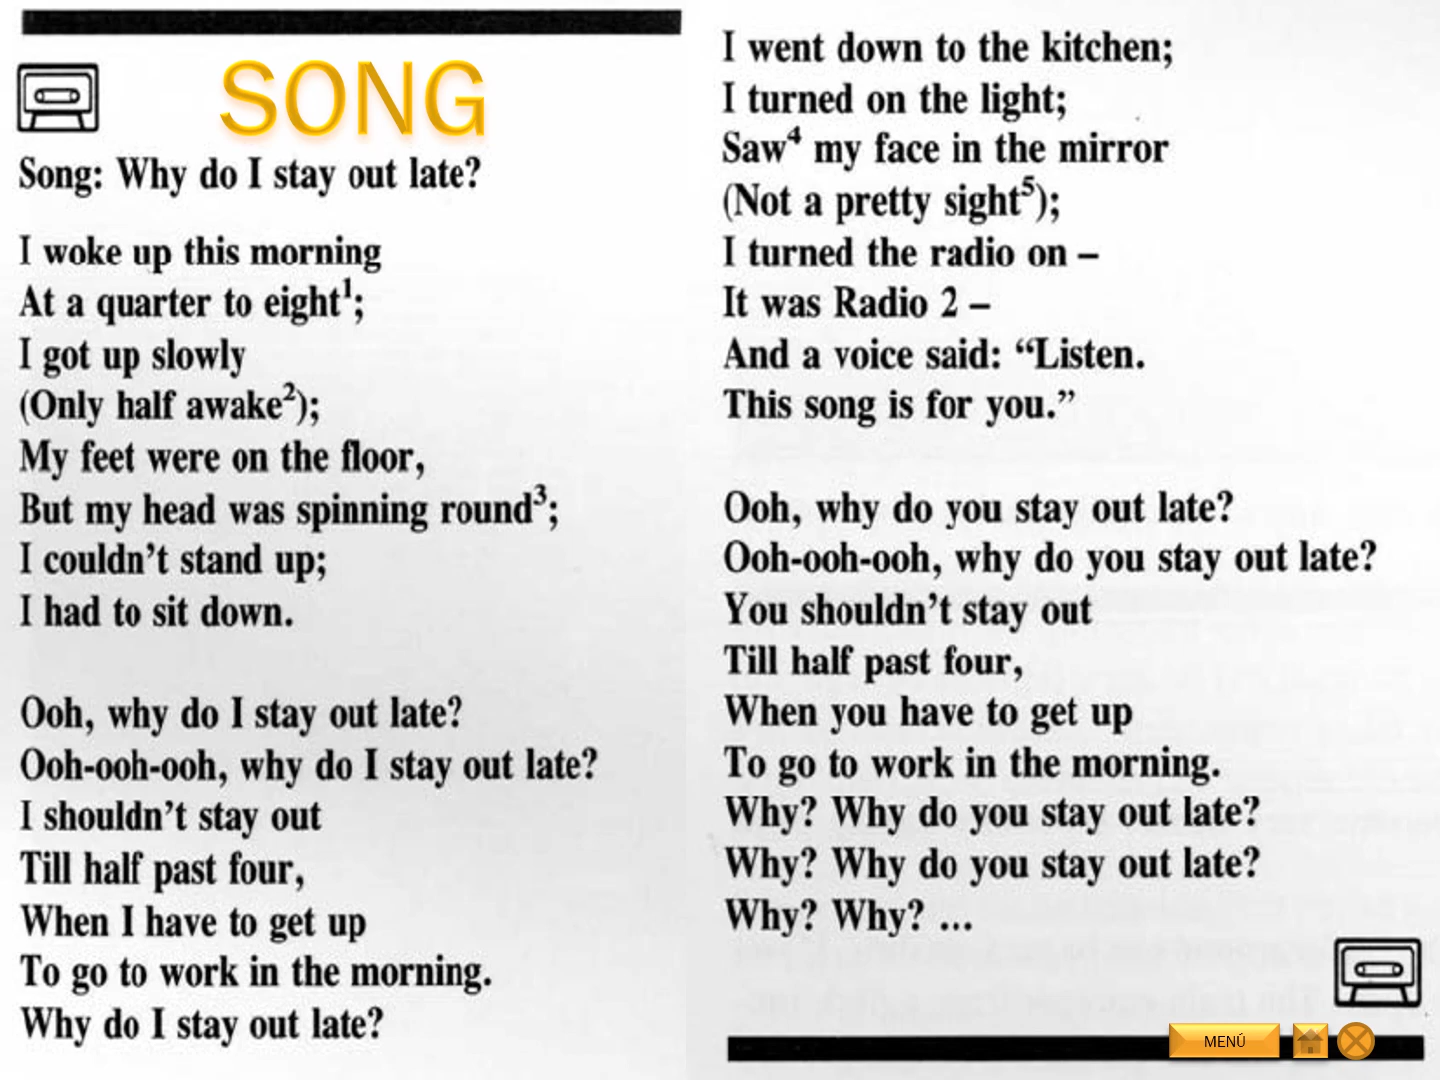 SONG
Song: Why do I stay out late?
I woke up this morning
At a quarter to eight¹;
I got up slowly
(Only half awake²);
My feet were on the floor,
But my head was spinning round³;
I couldn't stand up;
I had to sit down.
Ooh, why do I stay out late?
Ooh-ooh-ooh, why do I stay out late?
I shouldn't stay out
Till half past four,
When I have to get up
To go to work in the morning.
Why do I stay out late?
I went down to the kitchen;
I turned on the light;
Saw⁴ my face in the mirror
(Not a pretty sight⁵);
I turned the radio on –
It was Radio 2 –
And a voice said: “Listen.
This song is for you.”
Ooh, why do you stay out late?
Ooh-ooh-ooh, why do you stay out late?
You shouldn't stay out
Till half past four,
When you have to get up
To go to work in the morning.
Why? Why do you stay out late?
Why? Why do you stay out late?
Why? Why? ...
MENÚ